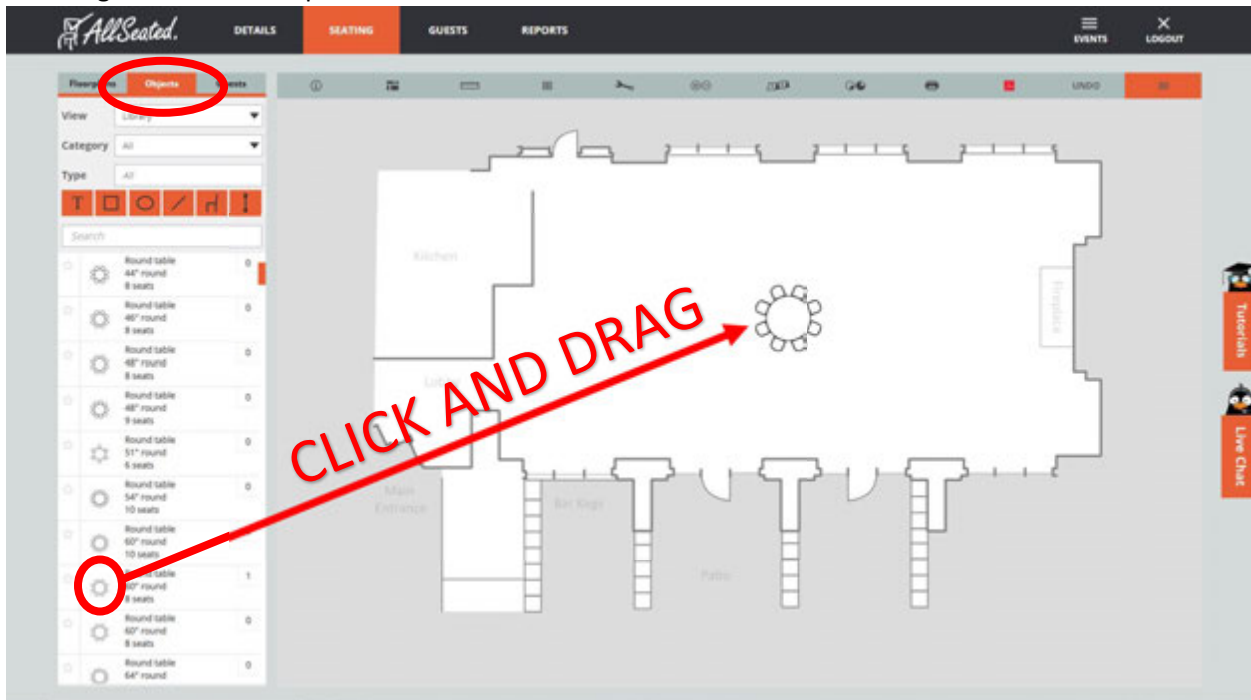 AllSeated.
DETAILS
SEATING
GUESTS
REPORTS
EVENTS
LOGOUT
Objects
UNDO
View
Library
Category
All
Type
All
T
Search
Round table
44" round
8 seats
0
Round table
46" round
8 seats
0
Round table
48" round
8 seats
0
Round table
48" round
9 seats
0
Round table
51" round
6 seats
0
Round table
54" round
10 seats
0
Round table
60" round
10 seats
Round table
60" round
8 seats
1
Round table
60" round
8 seats
0
Round table
64" round
0
Kitchen
Fireplace
CLICK AND DRAG
Main
Entrance
Patio
Tutorials
Live Chat